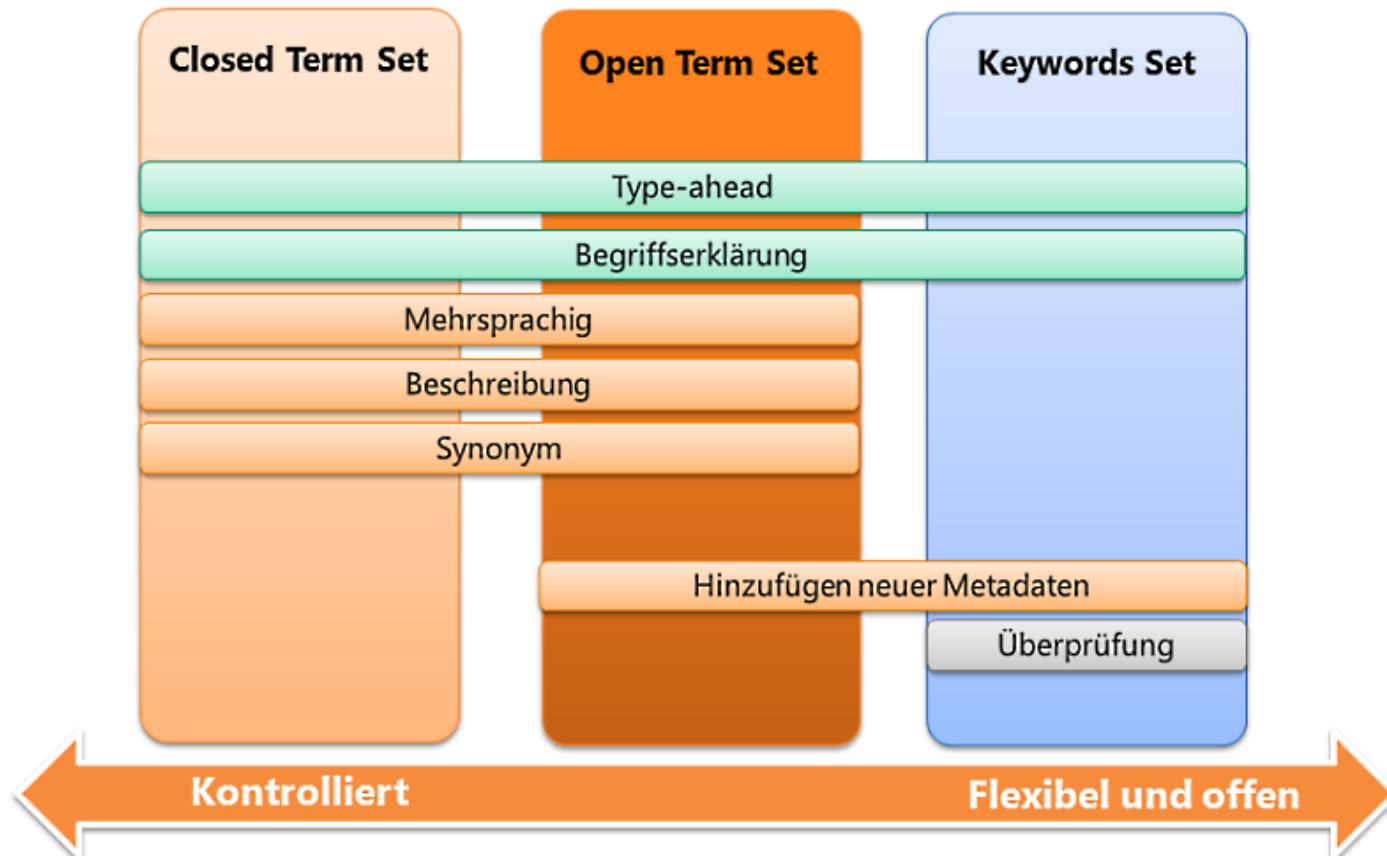 Closed Term Set
Open Term Set
Keywords Set
Type-ahead
Begriffserklärung
Mehrsprachig
Beschreibung
Synonym
Hinzufügen neuer Metadaten
Überprüfung
Kontrolliert
Flexibel und offen